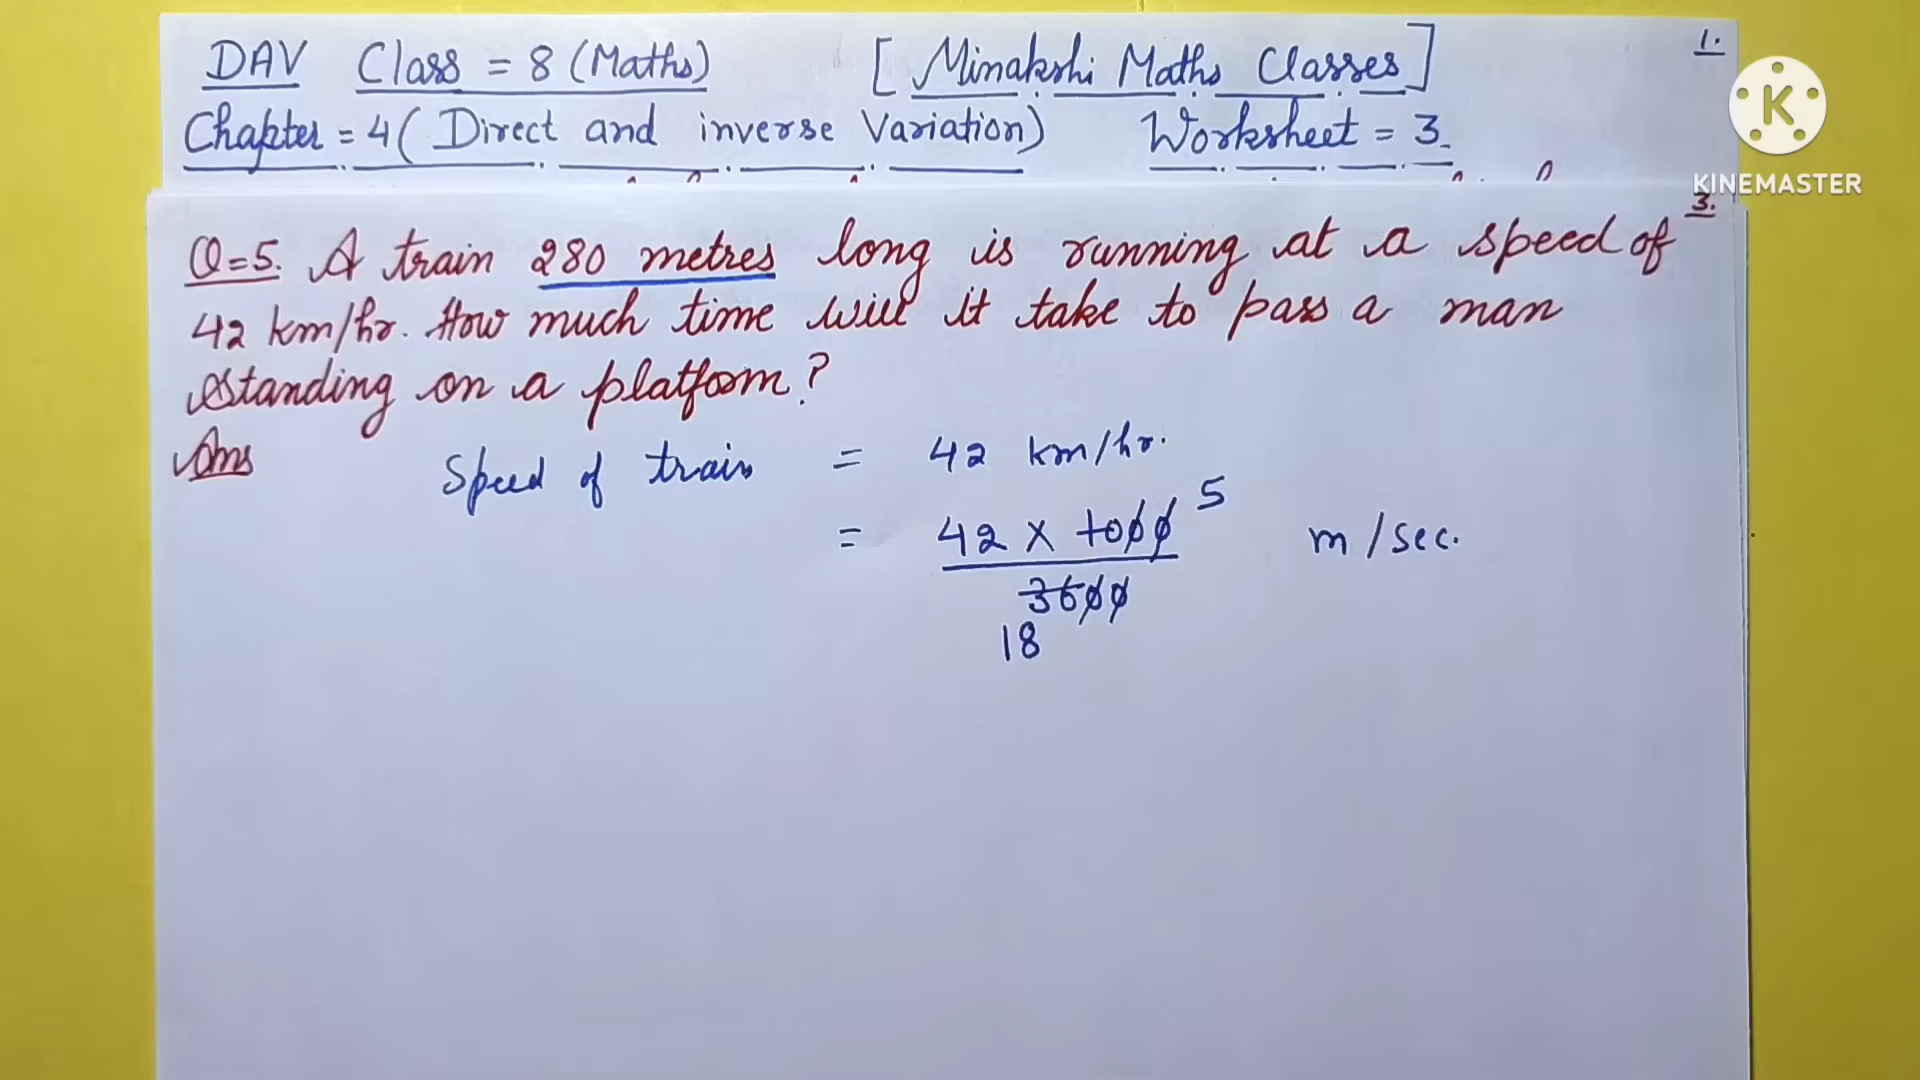 DAV Class = 8 (Maths) [Minakshi Maths Classes] 1.
Chapter = 4 (Direct and inverse Variation) Worksheet = 3.
K
KINEMASTER
3.
Q=5. A train 280 metres long is running at a speed of
42 km/hr. How much time will it take to pass a man
standing on a platform?
Ans Speed of train = 42 km/hr.
= 42 x 1000 5 m/sec.
3600
18